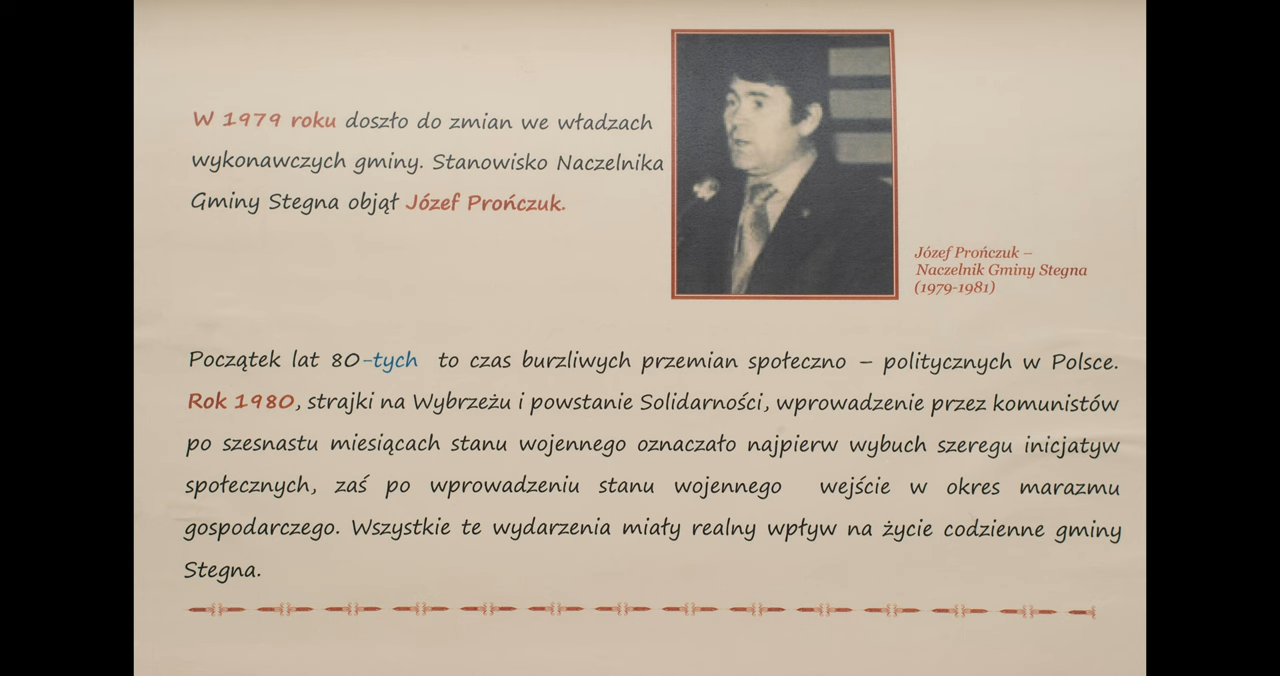 W 1979 roku doszło do zmian we władzach
wykonawczych gminy. Stanowisko Naczelnika
Gminy Stegna objął Józef Prończuk.
Józef Prończuk –
Naczelnik Gminy Stegna
(1979-1981)
Początek lat 80-tych to czas burzliwych przemian społeczno – politycznych w Polsce.
Rok 1980, strajki na Wybrzeżu i powstanie Solidarności, wprowadzenie przez komunistów
po szesnastu miesiącach stanu wojennego oznaczało najpierw wybuch szeregu inicjatyw
społecznych, zaś po wprowadzeniu stanu wojennego wejście w okres marazmu
gospodarczego. Wszystkie te wydarzenia miały realny wpływ na życie codzienne gminy
Stegna.